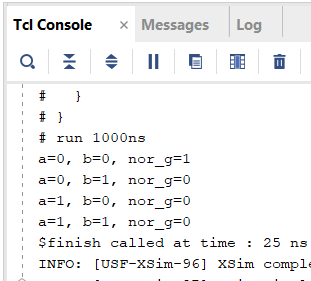 Tcl Console × Messages Log
# }
# }
# run 1000ns
a=0, b=0, nor_g=1
a=0, b=1, nor_g=0
a=1, b=0, nor_g=0
a=1, b=1, nor_g=0
$finish called at time : 25 ns
INFO: [USF-XSim-96] XSim comple